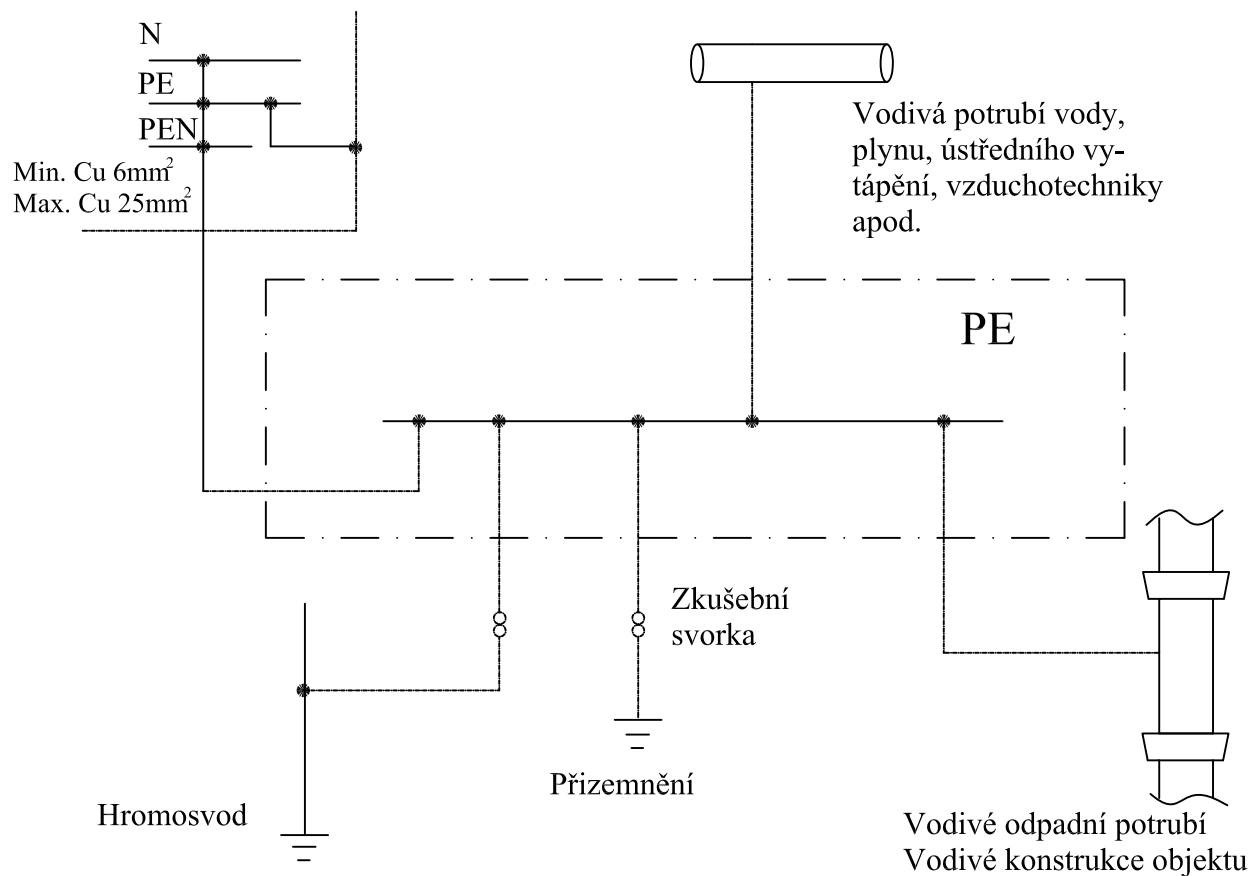 N
PE
PEN
Min. Cu 6mm²
Max. Cu 25mm²
Vodivá potrubí vody,
plynu, ústředního vy-
tápění, vzduchotechniky
apod.
PE
Zkušební
svorka
Přizemnění
Hromosvod
Vodivé odpadní potrubí
Vodivé konstrukce objektu